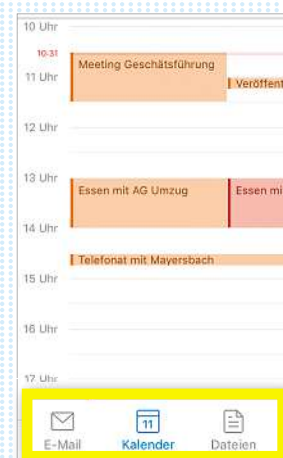 10 Uhr
10:31
Meeting Geschätsführung
11 Uhr
Veröffent
12 Uhr
13 Uhr
Essen mit AG Umzug
Essen mi
14 Uhr
Telefonat mit Mayersbach
15 Uhr
16 Uhr
17 Uhr
11
E-Mail
Kalender
Dateien